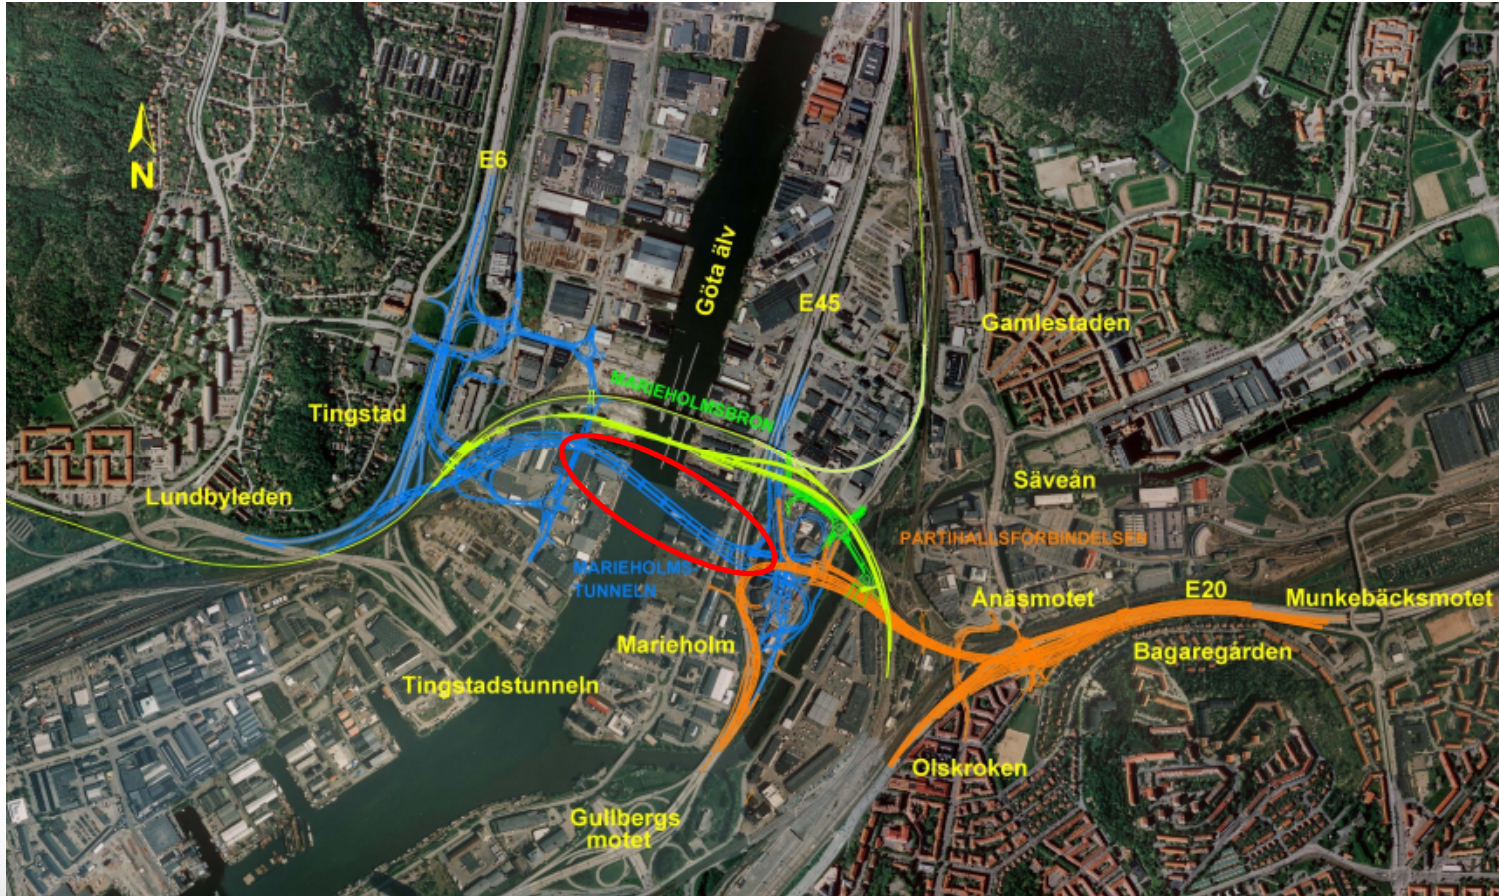 N
E6
Göta älv
E45
Gamlestaden
MARIEHOLMSBRON
Tingstad
Säveån
Lundbyleden
PARTIHALLSFÖRBINDELSEN
MARIEHOLMS
TUNNELN
E20
Ånäsmotet
Munkebäcksmotet
Marieholm
Bagaregården
Tingstadstunneln
Olskroken
Gullbergs
motet